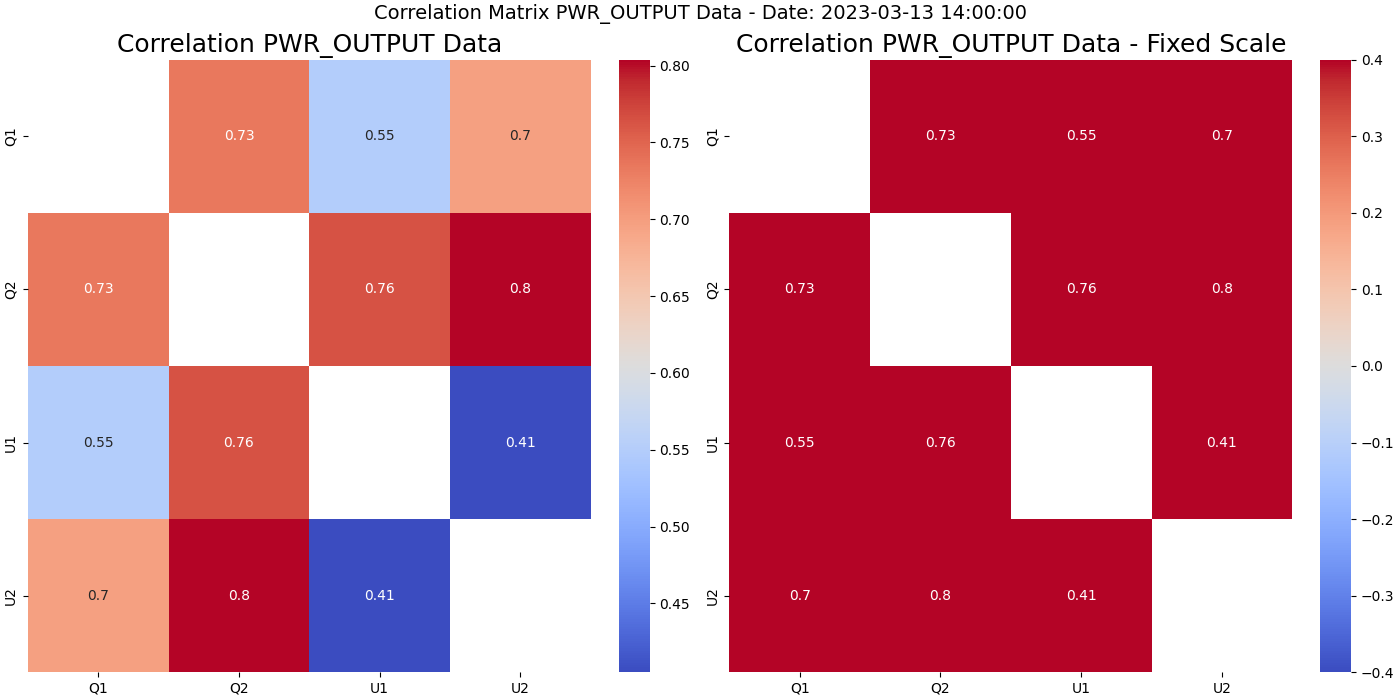 Correlation Matrix PWR_OUTPUT Data - Date: 2023-03-13 14:00:00
Correlation PWR_OUTPUT Data
Q1
0.73
0.55
0.7
Q2
0.73
0.76
0.8
U1
0.55
0.76
0.41
U2
0.7
0.8
0.41
Q1
Q2
U1
U2
0.80
0.75
0.70
0.65
0.60
0.55
0.50
0.45
Correlation PWR_OUTPUT Data - Fixed Scale
Q1
0.73
0.55
0.7
Q2
0.73
0.76
0.8
U1
0.55
0.76
0.41
U2
0.7
0.8
0.41
Q1
Q2
U1
U2
0.4
0.3
0.2
0.1
0.0
−0.1
−0.2
−0.3
−0.4